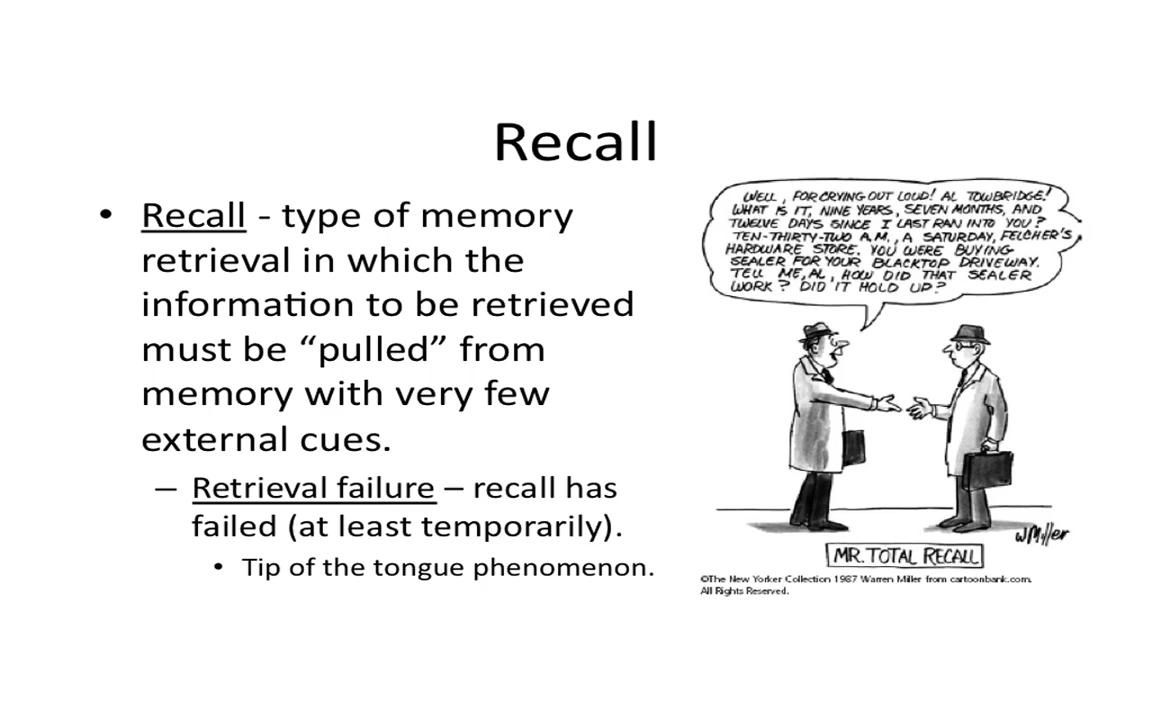 Recall
• Recall - type of memory
retrieval in which the
information to be retrieved
must be “pulled” from
memory with very few
external cues.
– Retrieval failure – recall has
failed (at least temporarily).
• Tip of the tongue phenomenon.
WELL, FOR CRYING OUT LOUD! AL TOWBRIDGE!
WHAT IS IT, NINE YEARS, SEVEN MONTHS, AND
TWELVE DAYS SINCE I LAST RAN INTO YOU?
TEN-THIRTY-TWO A.M., A SATURDAY, FELCHER'S
HARDWARE STORE. YOU WERE BUYING
SEALER FOR YOUR BLACKTOP DRIVEWAY.
TELL ME, AL, HOW DID THAT SEALER
WORK? DID IT HOLD UP?
W Miller
MR. TOTAL RECALL
©The New Yorker Collection 1987 Warren Miller from cartoonbank.com.
All Rights Reserved.